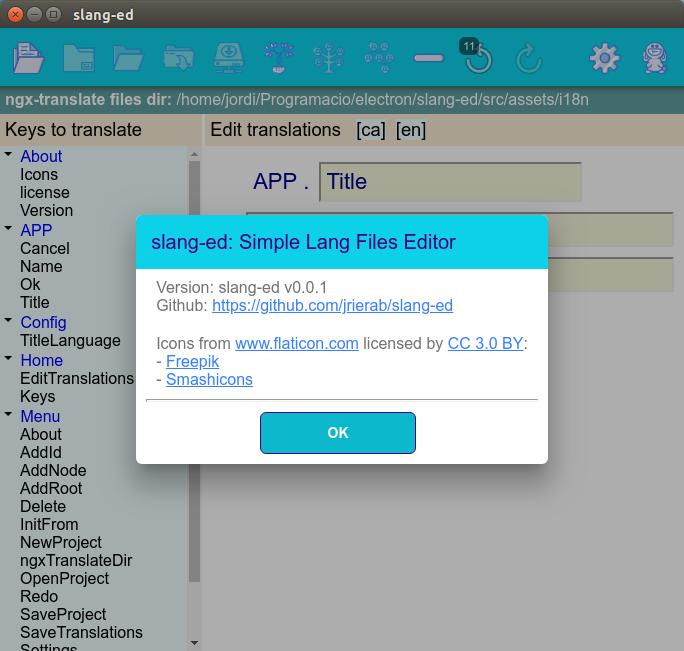 slang-ed
11
ngx-translate files dir: /home/jordi/Programacio/electron/slang-ed/src/assets/i18n
Keys to translate
Edit translations [ca] [en]
About
Icons
license
Version
APP
Cancel
Name
Ok
Title
Config
TitleLanguage
Home
EditTranslations
Keys
Menu
About
AddId
AddNode
AddRoot
Delete
InitFrom
NewProject
ngxTranslateDir
OpenProject
Redo
SaveProject
SaveTranslations
Settings
APP . Title
slang-ed: Simple Lang Files Editor
Version: slang-ed v0.0.1
Github: https://github.com/jrierab/slang-ed
Icons from www.flaticon.com licensed by CC 3.0 BY:
- Freepik
- Smashicons
OK